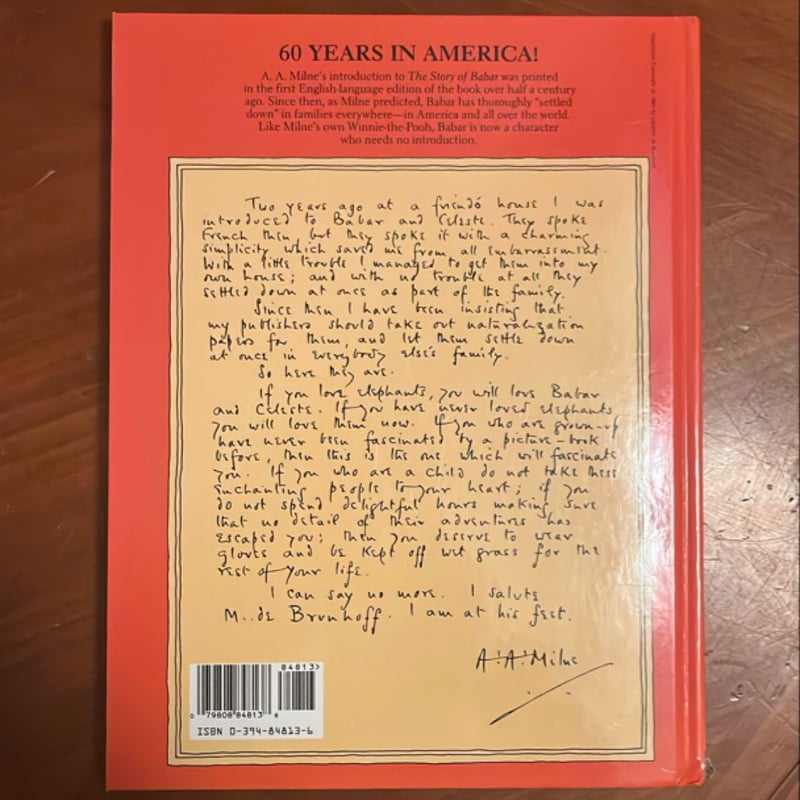 60 YEARS IN AMERICA!
A. A. Milne's introduction to The Story of Babar was printed
in the first English-language edition of the book over half a century
ago. Since then, as Milne predicted, Babar has thoroughly "settled
down" in families everywhere—in America and all over the world.
Like Milne's own Winnie-the-Pooh, Babar is now a character
who needs no introduction.
Two years ago at a friend's house I was
introduced to Babar and Celeste. They spoke
French then, but they spoke it with a charming
simplicity which saved me from all embarrassment.
With a little trouble I managed to get them into my
own house; and with no trouble at all they
settled down at once as part of the family.
Since then I have been insisting that
my publishers should take out naturalization
papers for them, and let them settle down
at once in everybody else's family.
So here they are.
If you love elephants, you will love Babar
and Celeste. If you have never loved elephants
you will love them now. If you who are grown-up
have never been fascinated by a picture-book
before, then this is the one which will fascinate
you. If you who are a child do not take these
enchanting people to your heart; if you
do not spend delightful hours making sure
that no detail of their adventures has
escaped you; then you deserve to wear
gloves and be kept off wet grass for the
rest of your life.
I can say no more. I salute
M. de Brunhoff. I am at his feet.
A. A. Milne
84813>
0 79808 84813 8
ISBN 0-394-84813-6